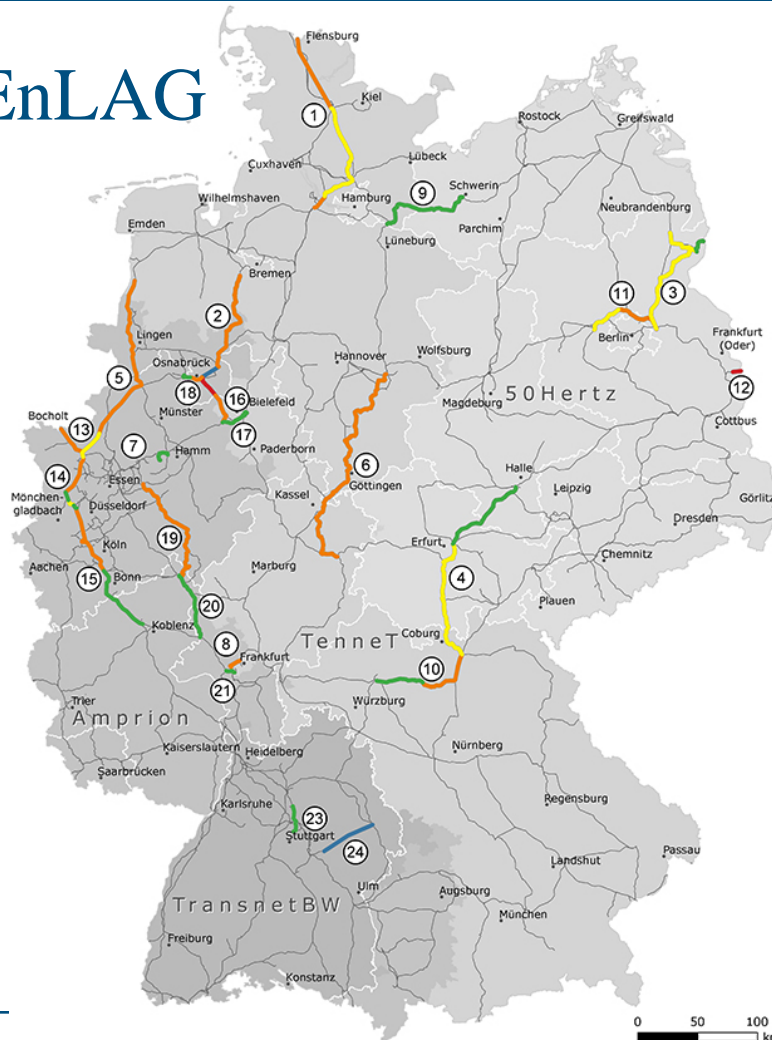 EnLAG
Flensburg
Kiel
1
Rostock
Greifswald
Lübeck
Cuxhaven
9
Schwerin
Wilhelmshaven
Hamburg
Neubrandenburg
Emden
Parchim
Lüneburg
Bremen
2
11
3
Lingen
Berlin
Frankfurt
(Oder)
Osnabrück
Hannover
Wolfsburg
5
18
16
Bielefeld
50Hertz
12
Magdeburg
Bocholt
Münster
13
17
Cottbus
7
Hamm
Paderborn
14
Essen
6
Göttingen
Halle
Leipzig
Mönchen-
gladbach
Düsseldorf
Kassel
Görlitz
Dresden
19
Köln
Erfurt
Chemnitz
Aachen
15
Bonn
Marburg
4
Plauen
20
Koblenz
8
TenneT
Coburg
Frankfurt
10
21
Trier
Würzburg
Amprion
Kaiserslautern
Heidelberg
Nürnberg
Saarbrücken
Karlsruhe
Regensburg
23
Stuttgart
24
Passau
Landshut
Ulm
Augsburg
TransnetBW
München
Freiburg
Konstanz
0 50 100